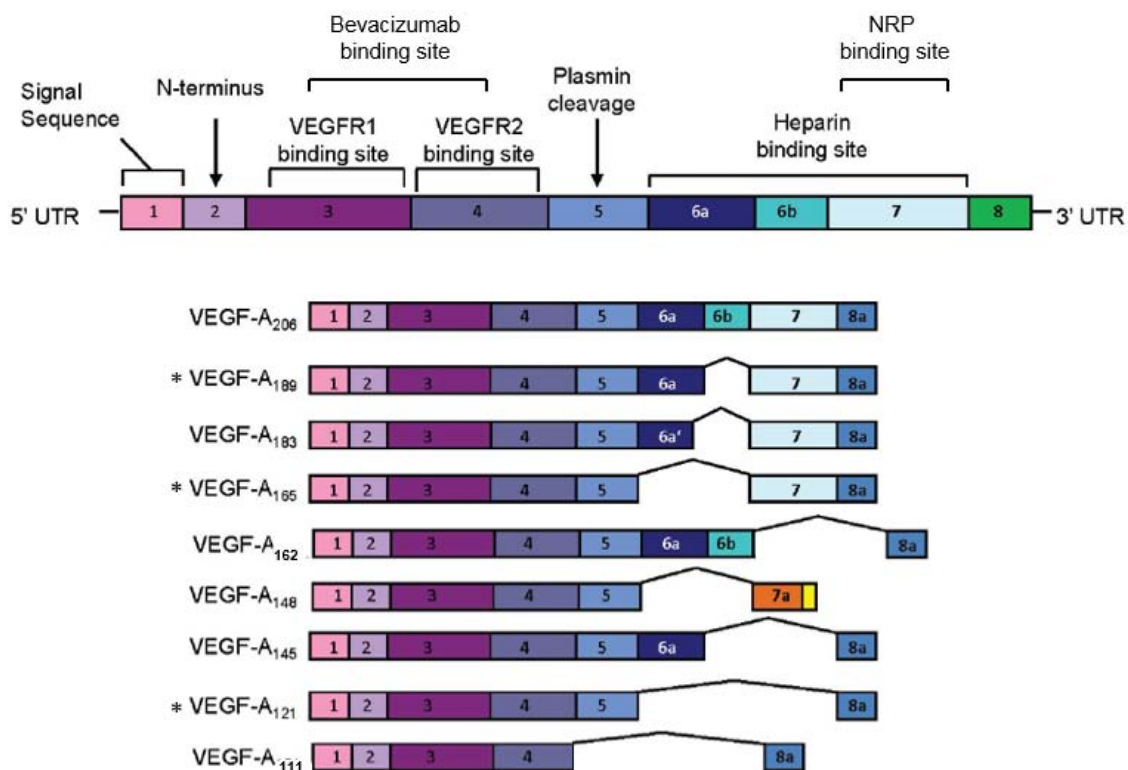 Bevacizumab
binding site
NRP
binding site
Signal
Sequence
N-terminus
Plasmin
cleavage
VEGFR1
binding site
VEGFR2
binding site
Heparin
binding site
5' UTR 1 2 3 4 5 6a 6b 7 8 3' UTR
VEGF-A206 1 2 3 4 5 6a 6b 7 8a
* VEGF-A189 1 2 3 4 5 6a 7 8a
VEGF-A183 1 2 3 4 5 6a‘ 7 8a
* VEGF-A165 1 2 3 4 5 7 8a
VEGF-A162 1 2 3 4 5 6a 6b 8a
VEGF-A148 1 2 3 4 5 7a
VEGF-A145 1 2 3 4 5 6a 8a
* VEGF-A121 1 2 3 4 5 8a
VEGF-A111 1 2 3 4 8a